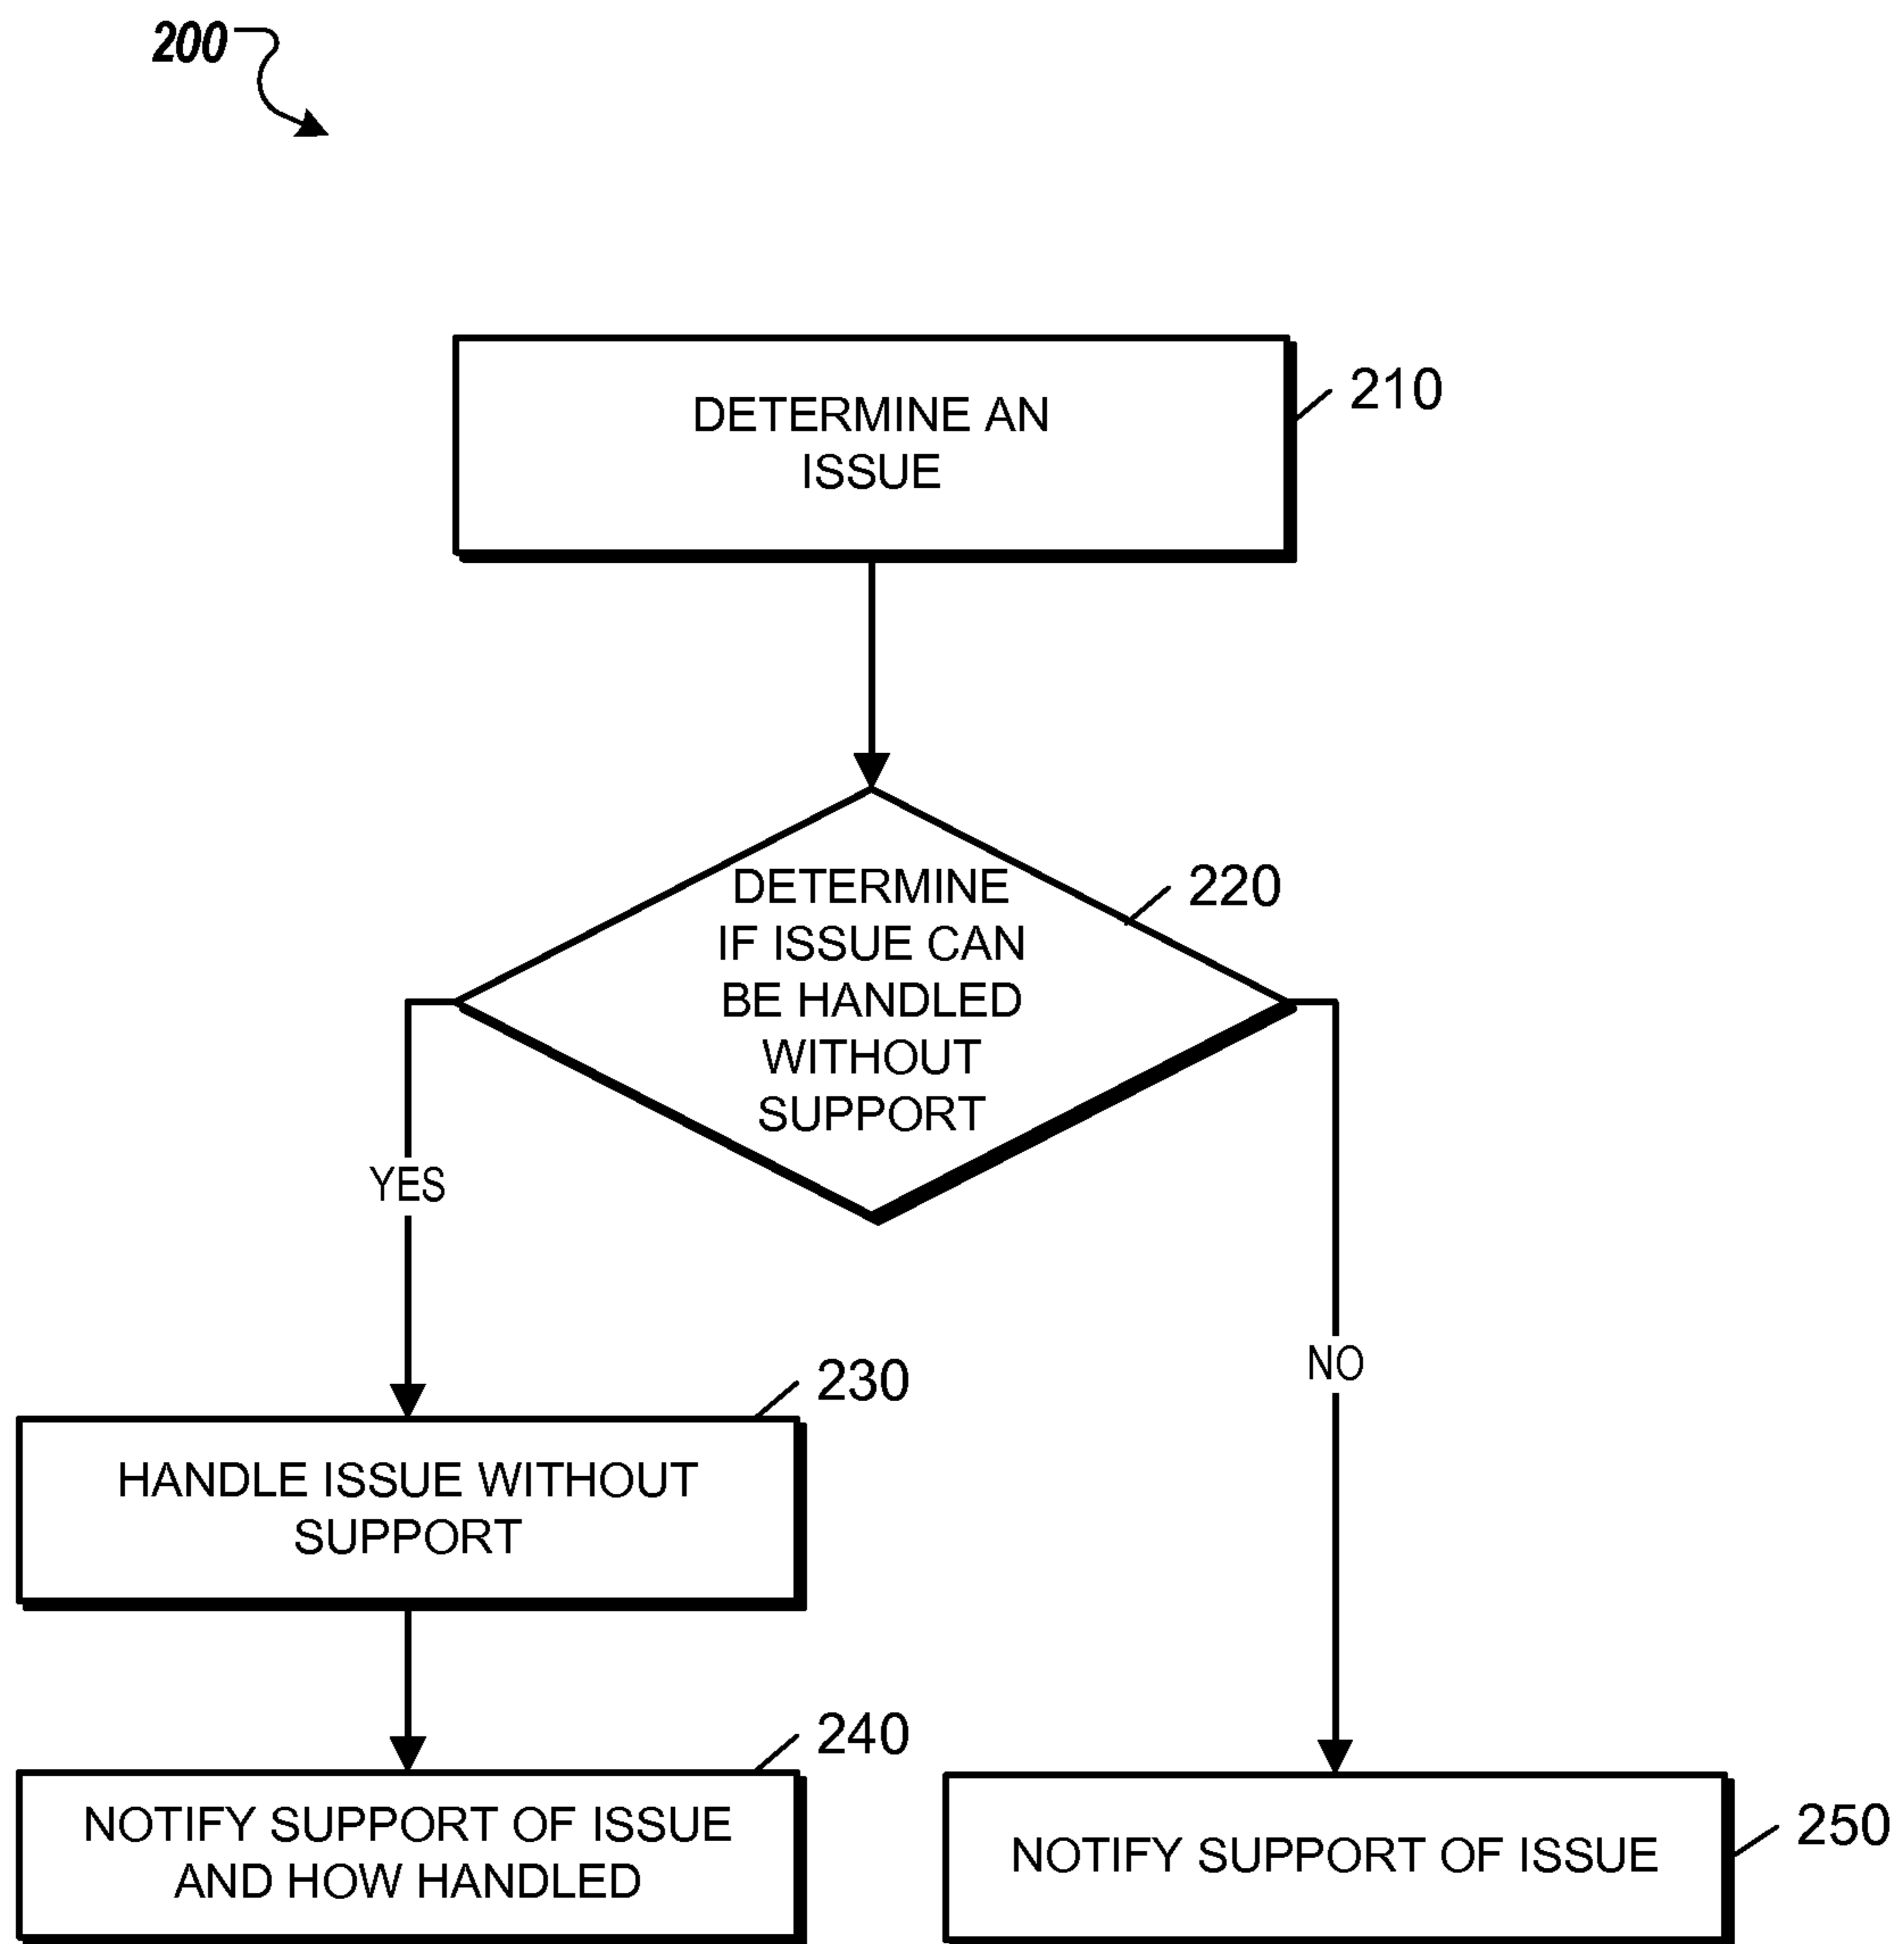 200
DETERMINE AN
ISSUE
210
DETERMINE
IF ISSUE CAN
BE HANDLED
WITHOUT
SUPPORT
220
YES
NO
HANDLE ISSUE WITHOUT
SUPPORT
230
NOTIFY SUPPORT OF ISSUE
AND HOW HANDLED
240
NOTIFY SUPPORT OF ISSUE
250